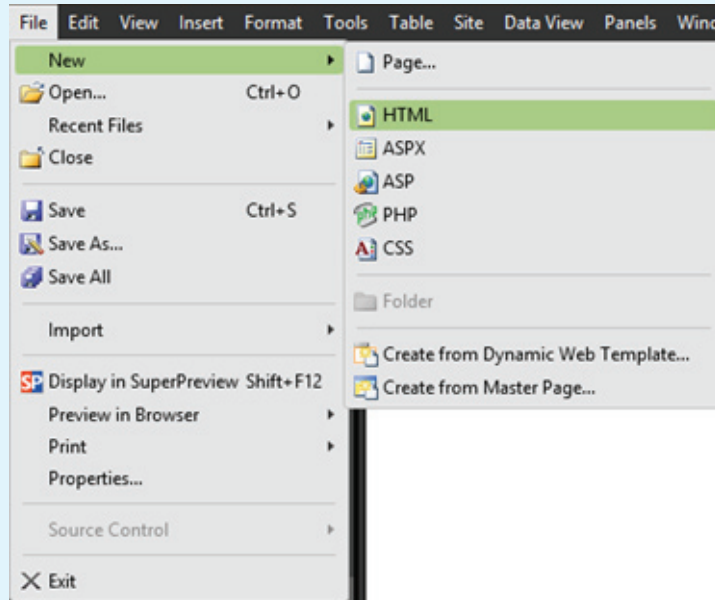 File Edit View Insert Format Tools Table Site Data View Panels
New
Open... Ctrl+O
Recent Files
Close
Save Ctrl+S
Save As...
Save All
Import
SP Display in SuperPreview Shift+F12
Preview in Browser
Print
Properties...
Source Control
Exit
Page...
HTML
ASPX
ASP
php PHP
A CSS
Folder
Create from Dynamic Web Template...
Create from Master Page...